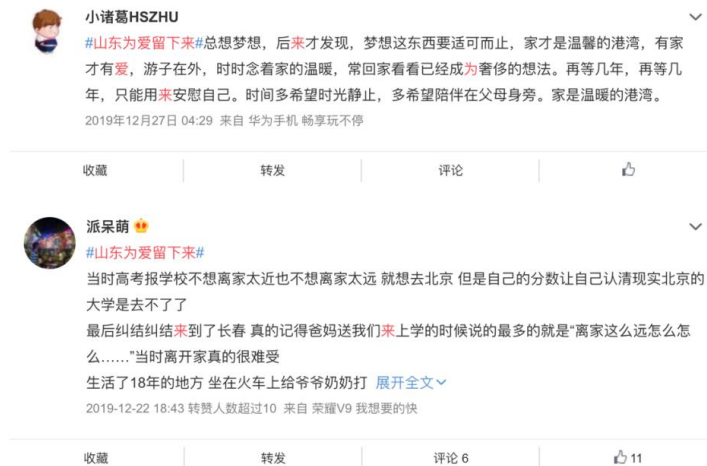 小诸葛HSZHU
#山东为爱留下来#总想梦想，后来才发现，梦想这东西要适可而止，家才是温馨的港湾，有家
才有爱，游子在外，时时念着家的温暖，常回家看看已经成为奢侈的想法。再等几年，再等几
年，只能用来安慰自己。时间多希望时光静止，多希望陪伴在父母身旁。家是温暖的港湾。
2019年12月27日 04:29 来自 华为手机 畅享玩不停
收藏 转发 评论
派呆萌
#山东为爱留下来#
当时高考报学校不想离家太近也不想离家太远 就想去北京 但是自己的分数让自己认清现实北京的
大学是去不了了
最后纠结纠结来到了长春 真的记得爸妈送我们来上学的时候说的最多的就是“离家这么远怎么怎
么……”当时离开家真的很难受
生活了18年的地方 坐在火车上给爷爷奶奶打 展开全文
2019-12-22 18:43 转赞人数超过10 来自 荣耀V9 我想要的快
收藏 转发 评论 6 11